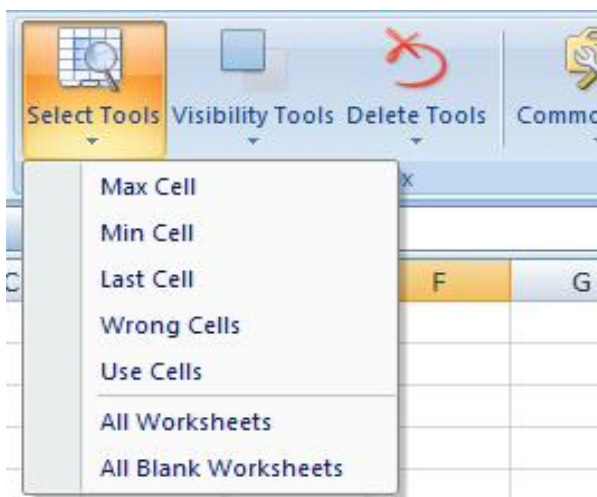 Select Tools Visibility Tools Delete Tools
x
Max Cell
Min Cell
Last Cell
C F G
Wrong Cells
Use Cells
All Worksheets
All Blank Worksheets